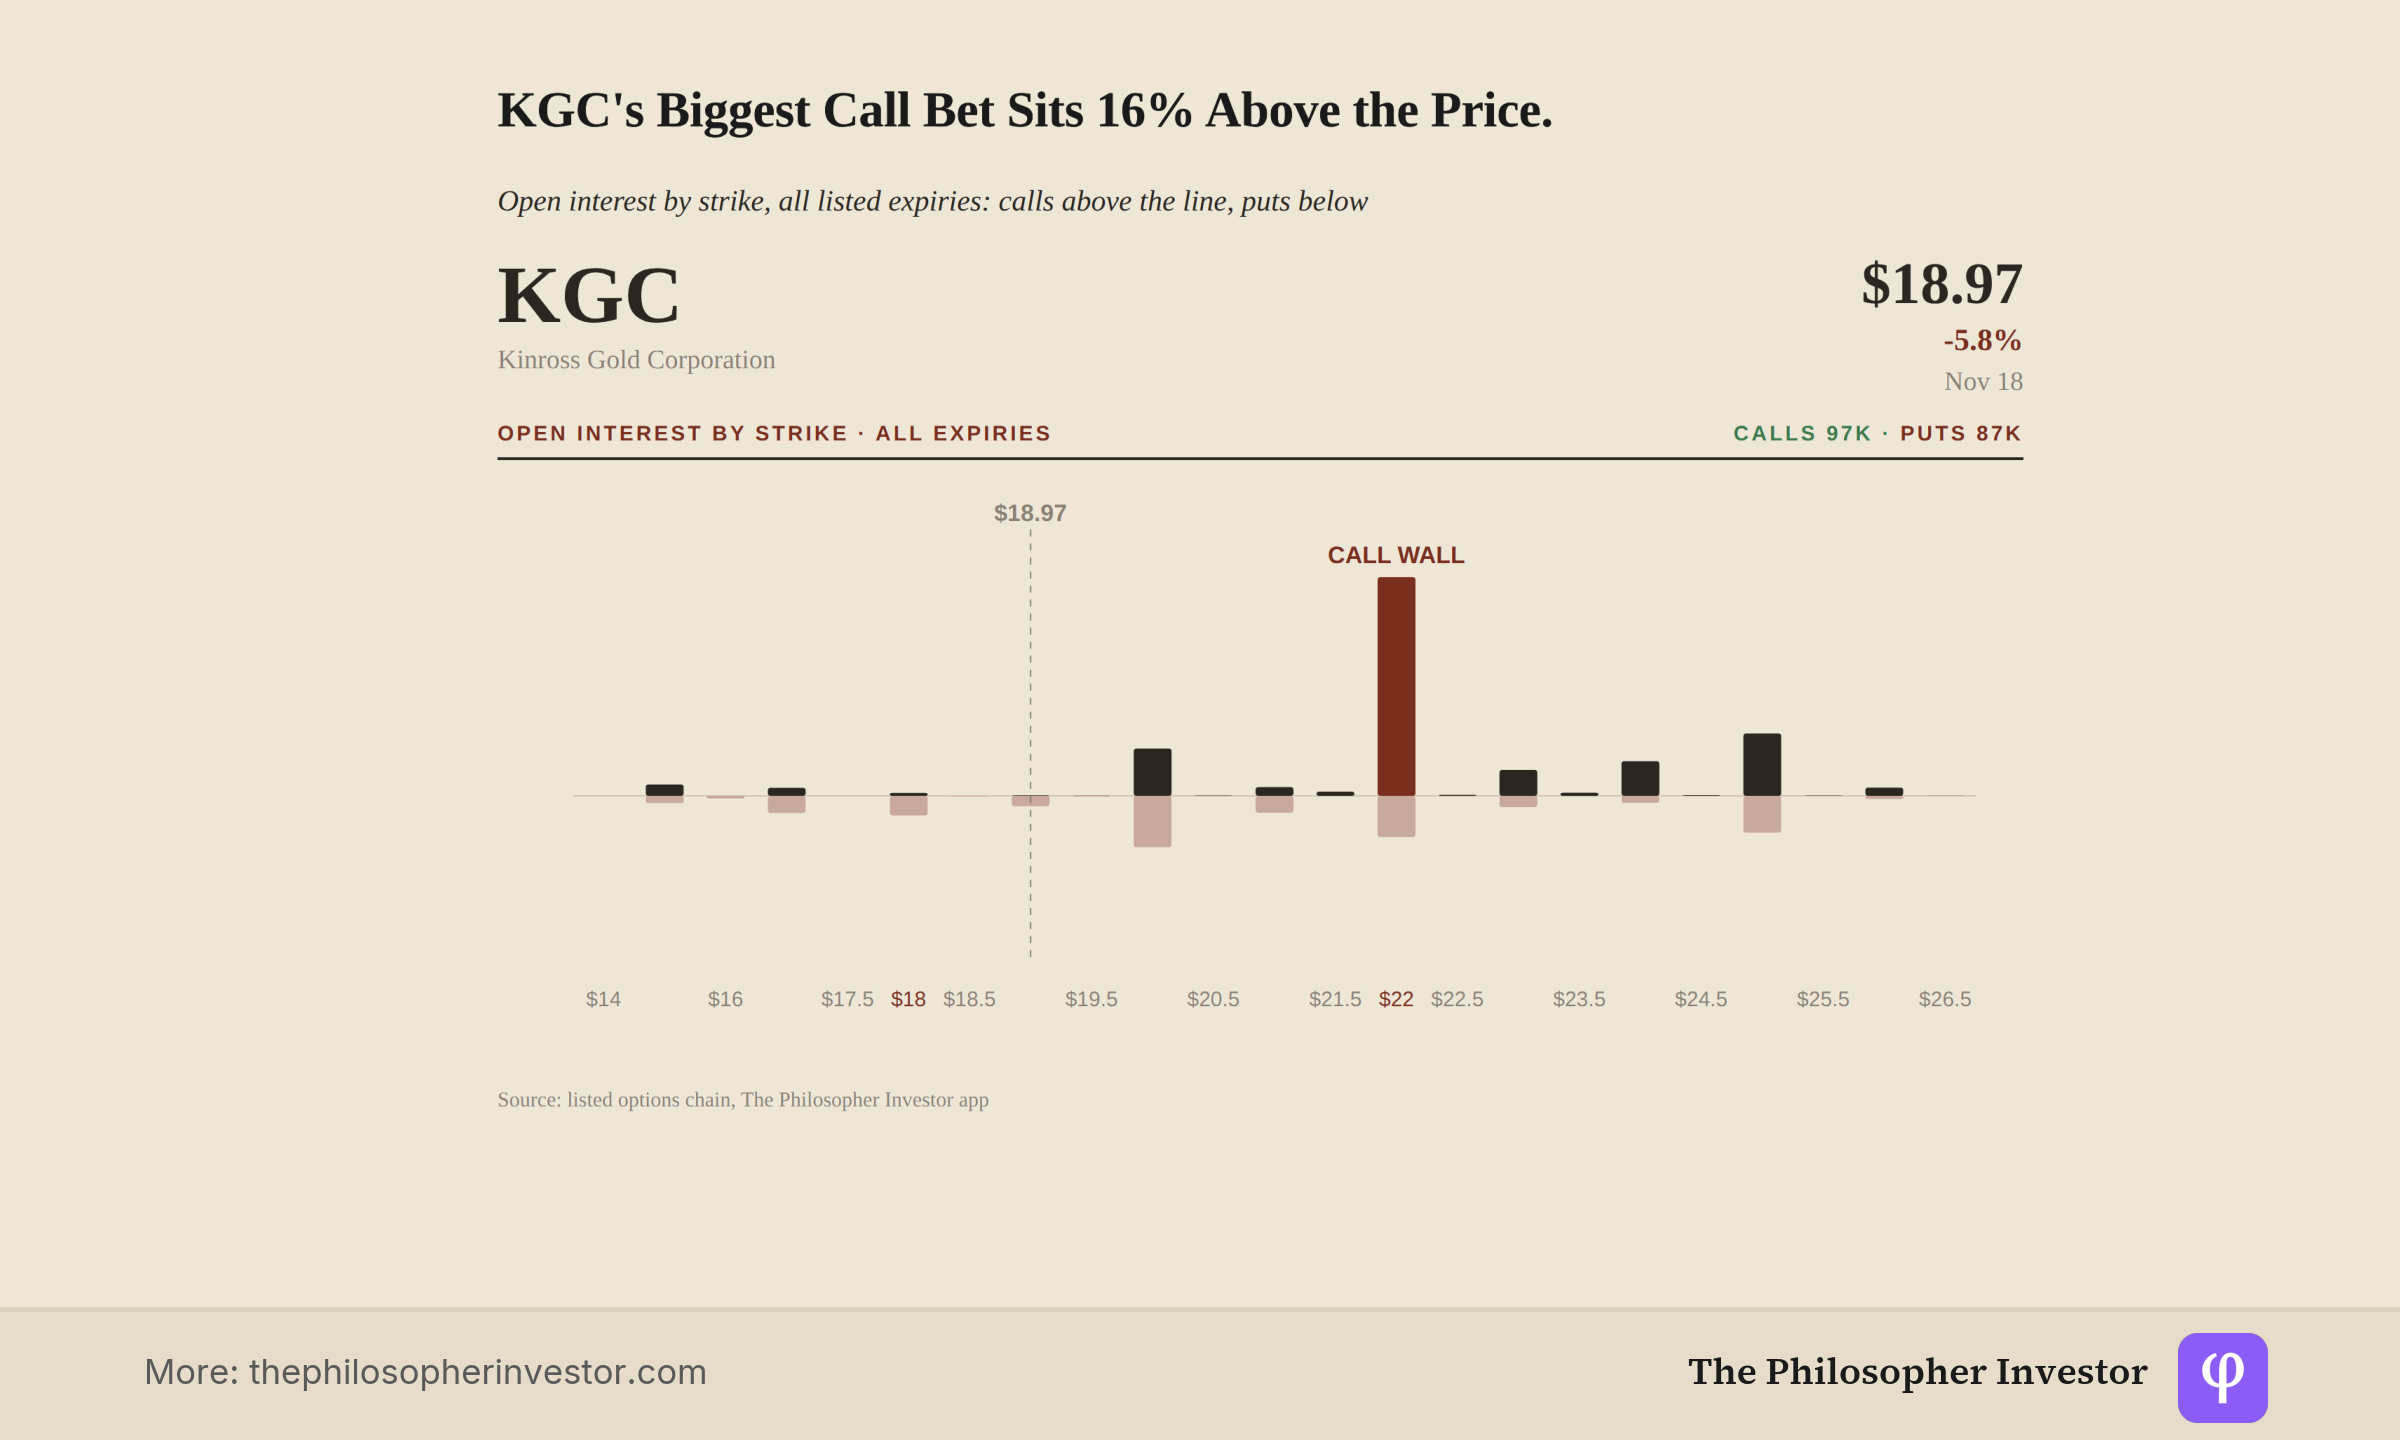 KGC's Biggest Call Bet Sits 16% Above the Price.
Open interest by strike, all listed expiries: calls above the line, puts below
KGC
Kinross Gold Corporation
$18.97
-5.8%
Nov 18
OPEN INTEREST BY STRIKE · ALL EXPIRIES
CALLS 97K · PUTS 87K
$18.97
CALL WALL
$14 $16 $17.5 $18 $18.5 $19.5 $20.5 $21.5 $22 $22.5 $23.5 $24.5 $25.5 $26.5
Source: listed options chain, The Philosopher Investor app
More: thephilosopherinvestor.com
The Philosopher Investor
φ